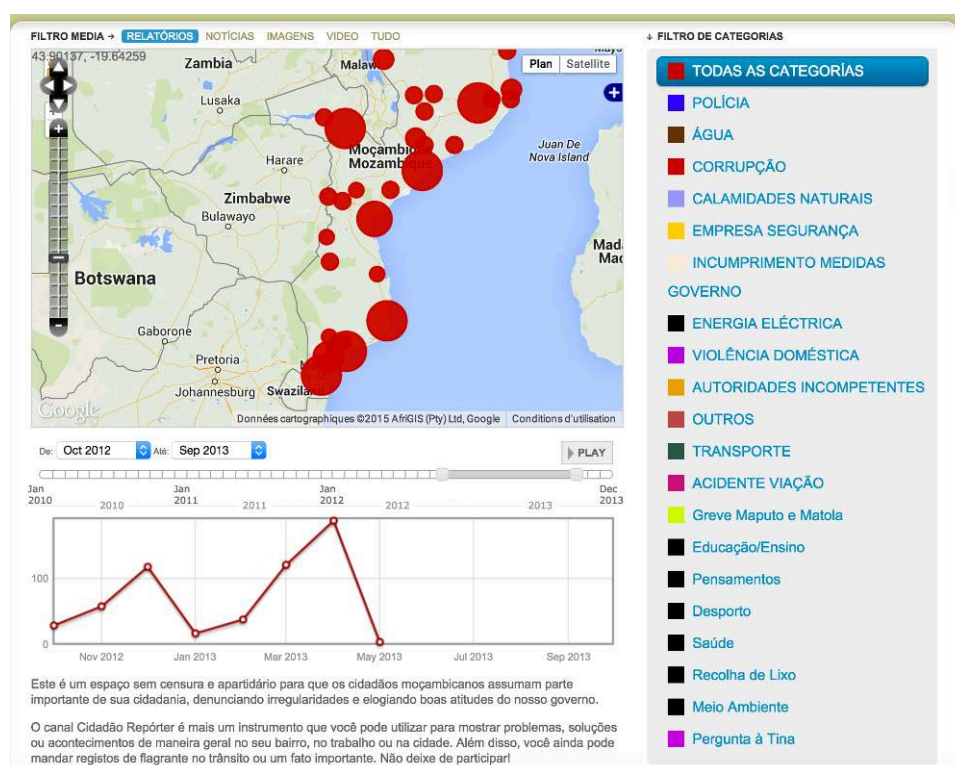 FILTRO MEDIA → RELATÓRIOS NOTÍCIAS IMAGENS VIDEO TUDO
43.90137, -19.64259
Zambia
Malaw
Plan Satellite
Lusaka
Moçambique
Mozambique
Juan De
Nova Island
Harare
Zimbabwe
Bulawayo
Mad
Mac
Botswana
Gaborone
Pretoria
Johannesburg
Swazilan
Google
Données cartographiques ©2015 AfriGIS (Pty) Ltd, Google Conditions d'utilisation
De: Oct 2012 Até: Sep 2013 PLAY
Jan 2010 Jan 2011 Jan 2012 Dec 2013
2010 2011 2012 2013
100
0
Nov 2012 Jan 2013 Mar 2013 May 2013 Jul 2013 Sep 2013
Este é um espaço sem censura e apartidário para que os cidadãos moçambicanos assumam parte
importante de sua cidadania, denunciando irregularidades e elogiando boas atitudes do nosso governo.
O canal Cidadão Repórter é mais um instrumento que você pode utilizar para mostrar problemas, soluções
ou acontecimentos de maneira geral no seu bairro, no trabalho ou na cidade. Além disso, você ainda pode
mandar registos de flagrante no trânsito ou um fato importante. Não deixe de participar!
↓ FILTRO DE CATEGORIAS
TODAS AS CATEGORÍAS
POLÍCIA
ÁGUA
CORRUPÇÃO
CALAMIDADES NATURAIS
EMPRESA SEGURANÇA
INCUMPRIMENTO MEDIDAS
GOVERNO
ENERGIA ELÉCTRICA
VIOLÊNCIA DOMÉSTICA
AUTORIDADES INCOMPETENTES
OUTROS
TRANSPORTE
ACIDENTE VIAÇÃO
Greve Maputo e Matola
Educação/Ensino
Pensamentos
Desporto
Saúde
Recolha de Lixo
Meio Ambiente
Pergunta à Tina